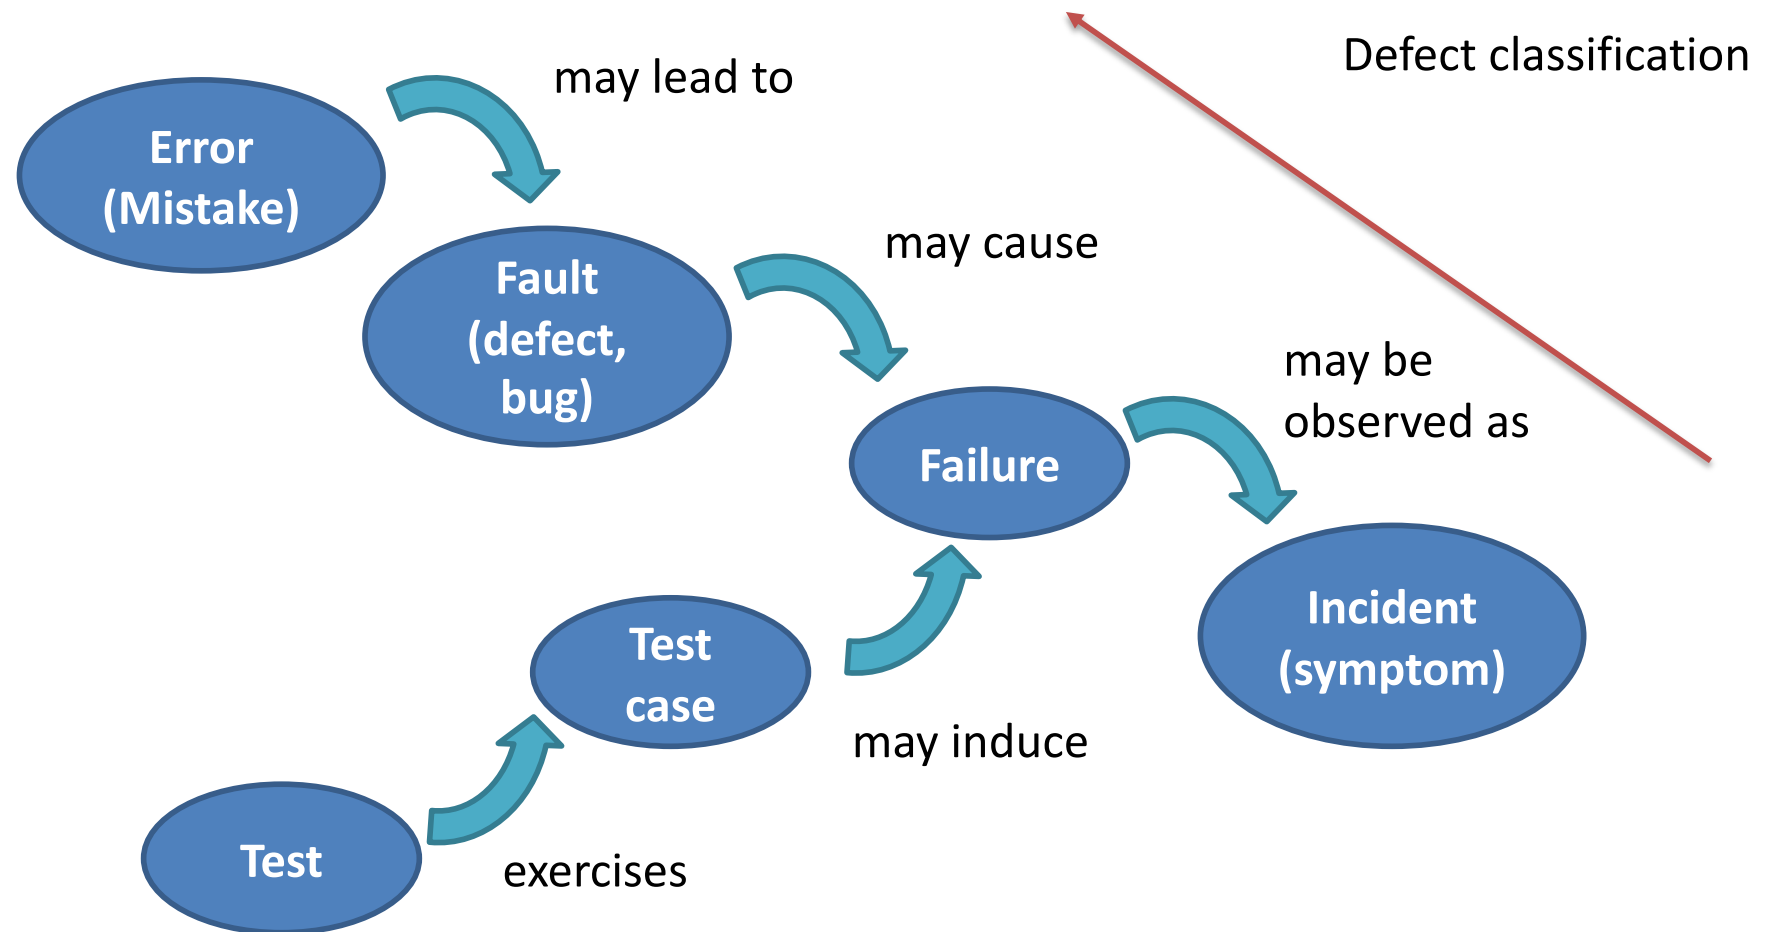 Defect classification
may lead to
Error
(Mistake)
may cause
Fault
(defect,
bug)
may be
observed as
Failure
Incident
(symptom)
Test
case
may induce
Test
exercises